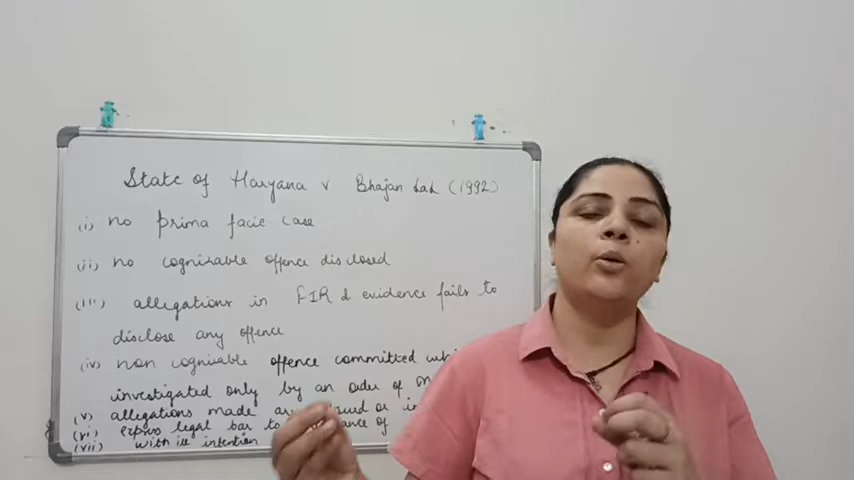 State of Haryana v Bhajan Lal (1992)
(i) no prima facie case
(ii) no cognizable offence disclosed
(iii) allegations in FIR & evidence fails to
disclose any offence
(iv) non cognizable offence committed
investigated only by an order of
(v) allegations made or
(vi) express legal bar to of
(vii) with ill intention